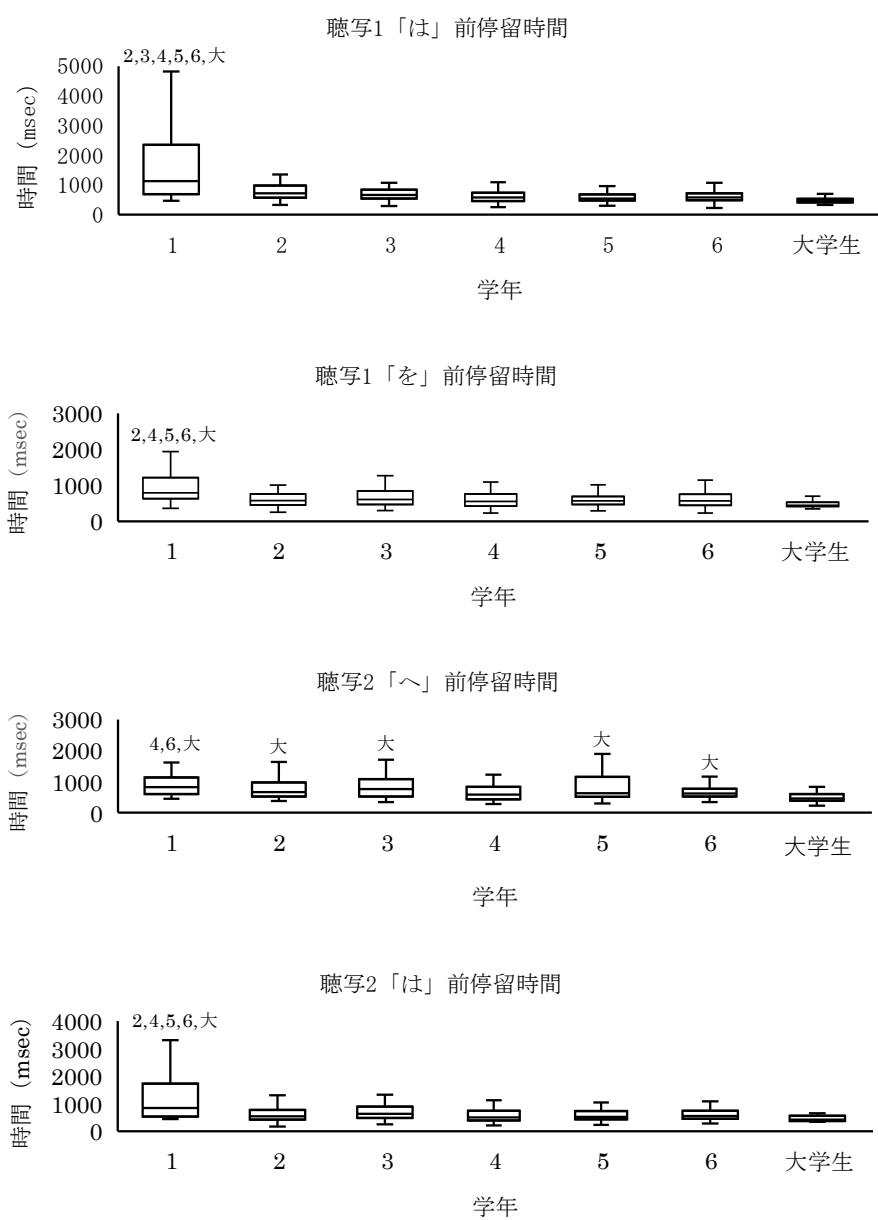 聴写1「は」前停留時間
2,3,4,5,6,大
5000
4000
3000
2000
1000
0
時間 (msec)
1 2 3 4 5 6 大学生
学年
聴写1「を」前停留時間
2,4,5,6,大
3000
2000
1000
0
時間 (msec)
1 2 3 4 5 6 大学生
学年
聴写2「へ」前停留時間
4,6,大 大 大 大 大
3000
2000
1000
0
時間 (msec)
1 2 3 4 5 6 大学生
学年
聴写2「は」前停留時間
2,4,5,6,大
4000
3000
2000
1000
0
時間 (msec)
1 2 3 4 5 6 大学生
学年